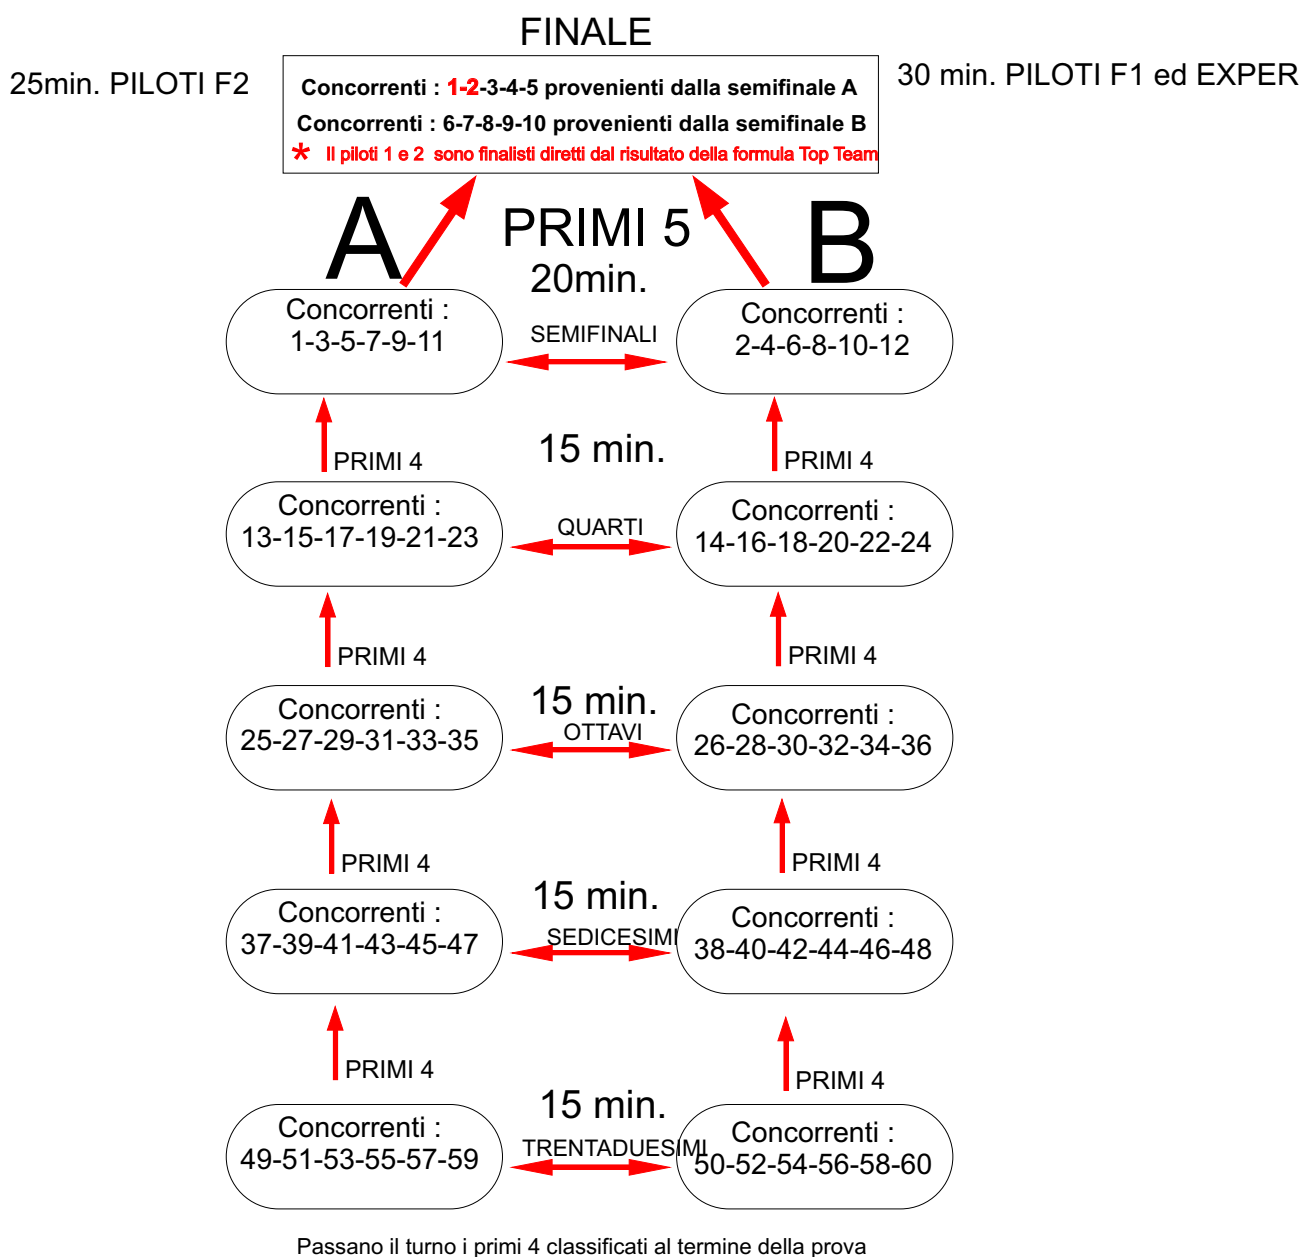 FINALE
25min. PILOTI F2
30 min. PILOTI F1 ed EXPER
Concorrenti : 1-2-3-4-5 provenienti dalla semifinale A
Concorrenti : 6-7-8-9-10 provenienti dalla semifinale B
* Il piloti 1 e 2 sono finalisti diretti dal risultato della formula Top Team
A
PRIMI 5
B
20min.
Concorrenti :
1-3-5-7-9-11
SEMIFINALI
Concorrenti :
2-4-6-8-10-12
PRIMI 4
15 min.
PRIMI 4
Concorrenti :
13-15-17-19-21-23
QUARTI
Concorrenti :
14-16-18-20-22-24
PRIMI 4
PRIMI 4
15 min.
Concorrenti :
25-27-29-31-33-35
OTTAVI
Concorrenti :
26-28-30-32-34-36
PRIMI 4
PRIMI 4
15 min.
Concorrenti :
37-39-41-43-45-47
SEDICESIMI
Concorrenti :
38-40-42-44-46-48
PRIMI 4
PRIMI 4
15 min.
Concorrenti :
49-51-53-55-57-59
TRENTADUESIMI
Concorrenti :
50-52-54-56-58-60
Passano il turno i primi 4 classificati al termine della prova